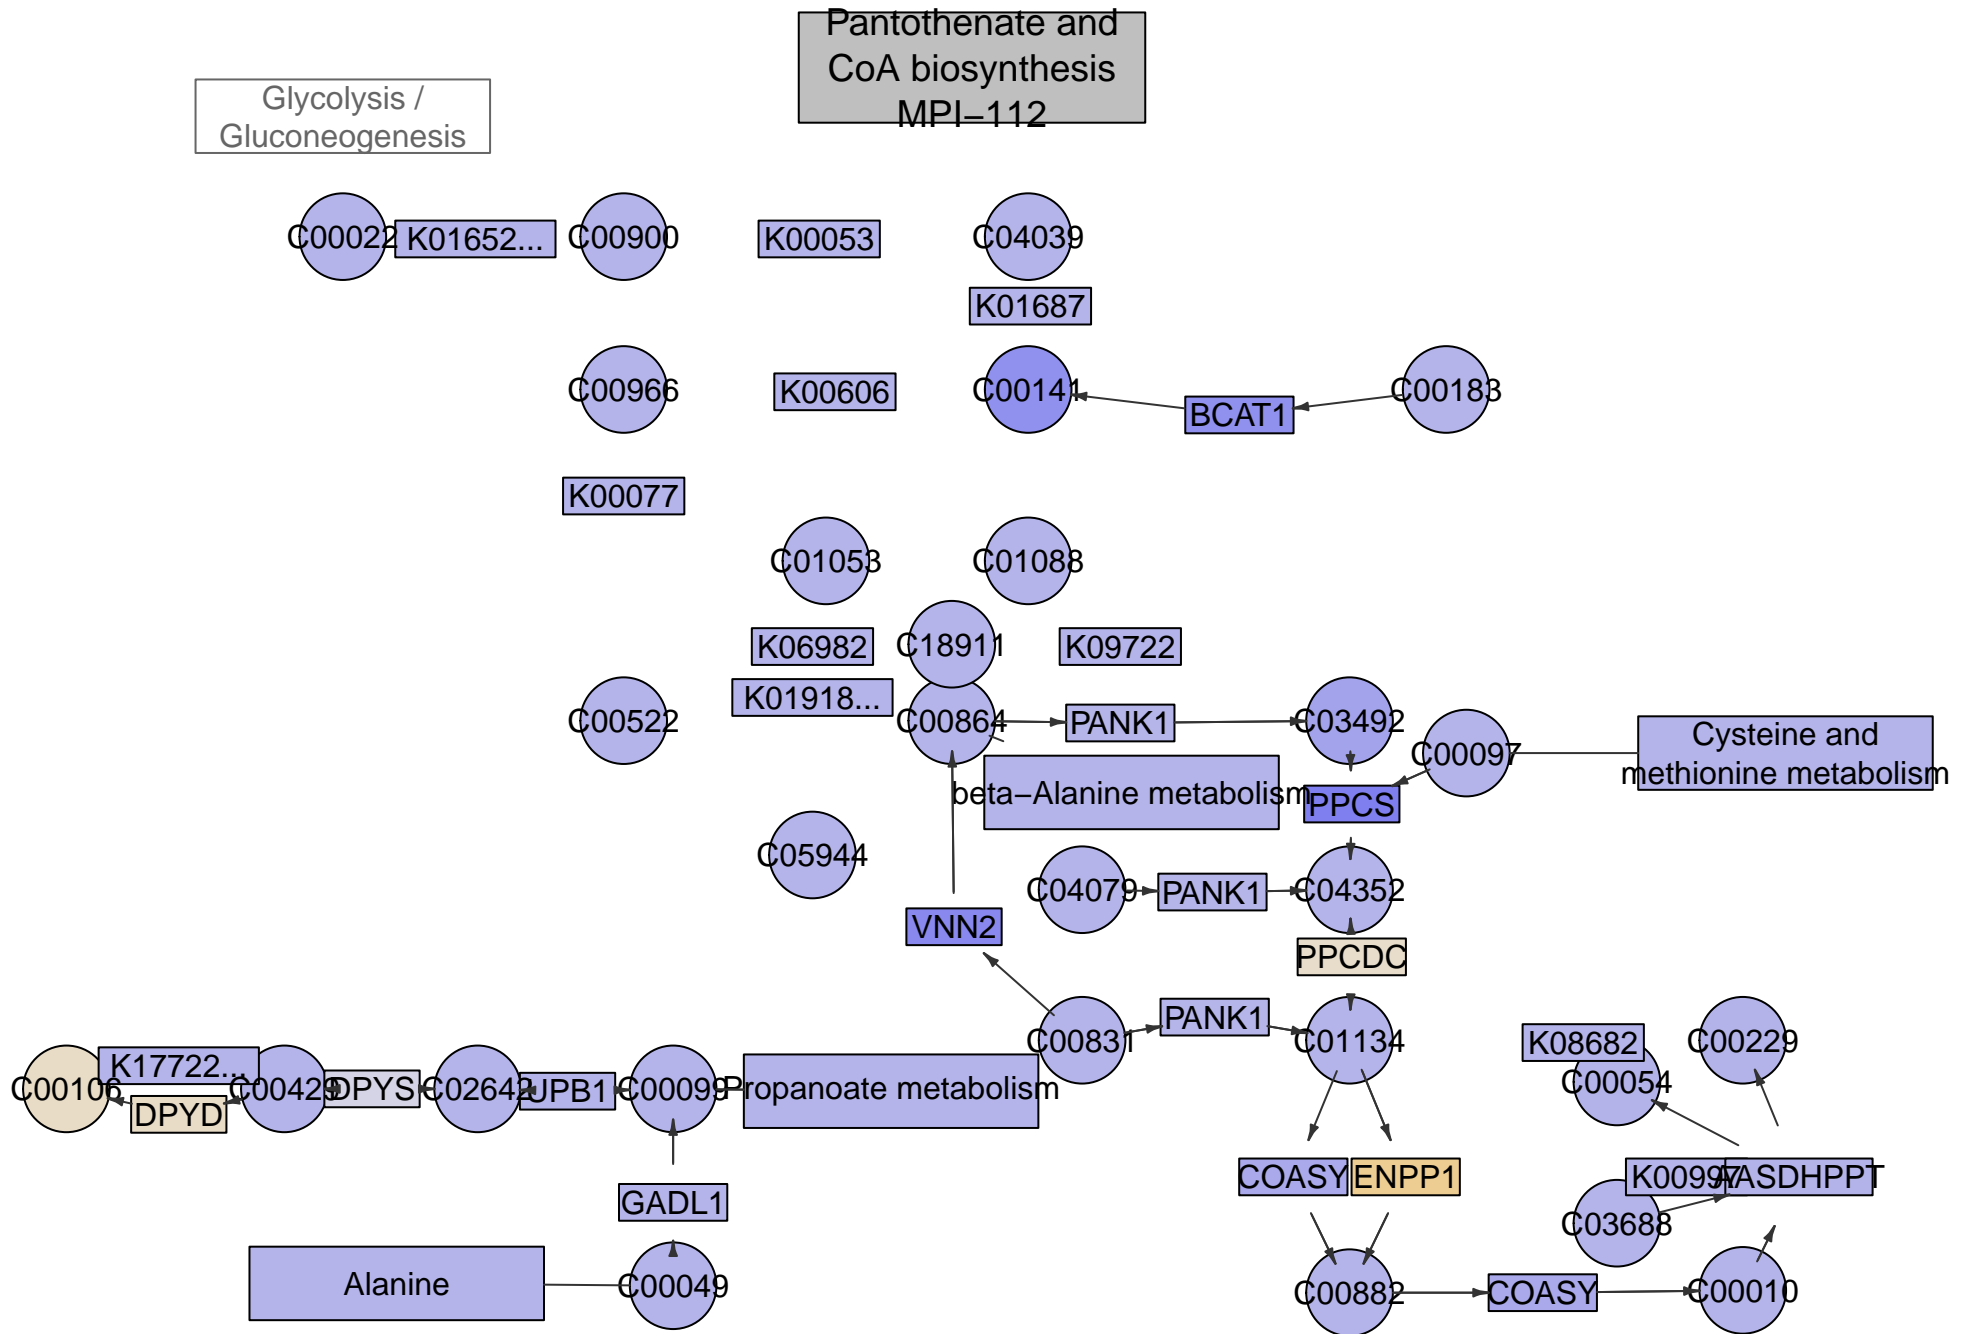 Pantothenate and
CoA biosynthesis
MPI−112
Glycolysis /
Gluconeogenesis
C00022
K01652...
C00900
K00053
C04039
K01687
C00966
K00606
C00141
BCAT1
C00183
K00077
C01053
C01088
K06982
C18911
K09722
K01918...
C00522
C00864
PANK1
C03492
C00097
Cysteine and
methionine metabolism
beta−Alanine metabolism
PPCS
C05944
C04079
PANK1
C04352
VNN2
PPCDC
C00831
PANK1
C01134
K08682
C00229
C00054
K17722...
C00106
DPYD
C00429
DPYS
C02642
UPB1
C00099
Propanoate metabolism
COASY
ENPP1
K00997
AASDHPPT
GADL1
C03688
Alanine
C00049
C00882
COASY
C00010